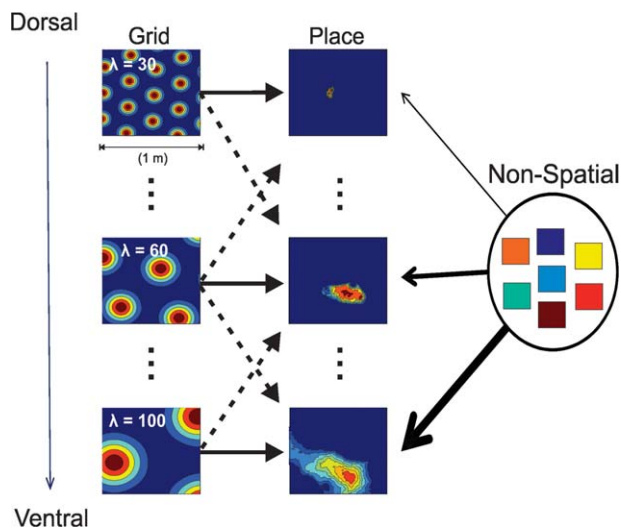 Dorsal
Grid
Place
λ = 30
(1 m)
Non-Spatial
λ = 60
λ = 100
Ventral